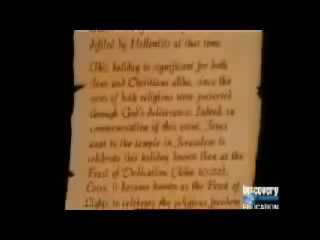 defiled by Hellenists at that time.
This holiday is significant for both
Jews and Christians alike, since the
roots of both religions were preserved
through God's deliverance. Indeed, in
commemoration of this event, Jesus
went to the temple in Jerusalem to
celebrate this holiday known then as the
Feast of Dedication (John 10:22).
Later, it became known as the Feast of
Lights to celebrate the religious freedom
DISCOVERY
EDUCATION